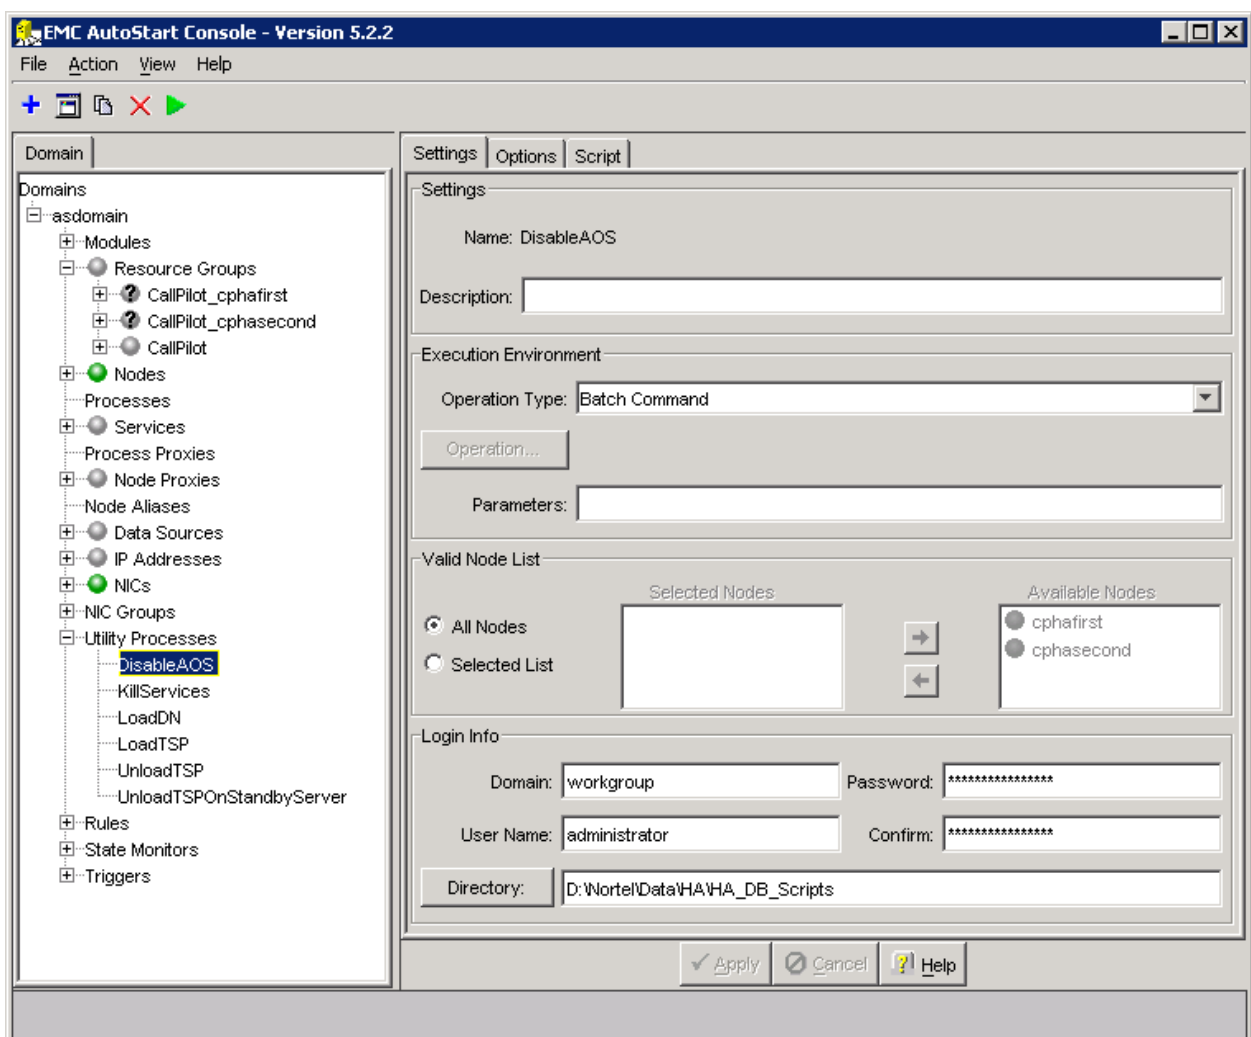 EMC AutoStart Console - Version 5.2.2
File Action View Help
Domain
Domains
asdomain
Modules
Resource Groups
CallPilot_cphafirst
CallPilot_cphasecond
CallPilot
Nodes
Processes
Services
Process Proxies
Node Proxies
Node Aliases
Data Sources
IP Addresses
NICs
NIC Groups
Utility Processes
DisableAOS
KillServices
LoadDN
LoadTSP
UnloadTSP
UnloadTSPOnStandbyServer
Rules
State Monitors
Triggers
Settings Options Script
Settings
Name: DisableAOS
Description:
Execution Environment
Operation Type: Batch Command
Operation...
Parameters:
Valid Node List
Selected Nodes Available Nodes
All Nodes
Selected List
cphafirst
cphasecond
Login Info
Domain: workgroup Password: ****************
User Name: administrator Confirm: ****************
Directory: D:\Nortel\Data\HA\HA_DB_Scripts
Apply Cancel Help